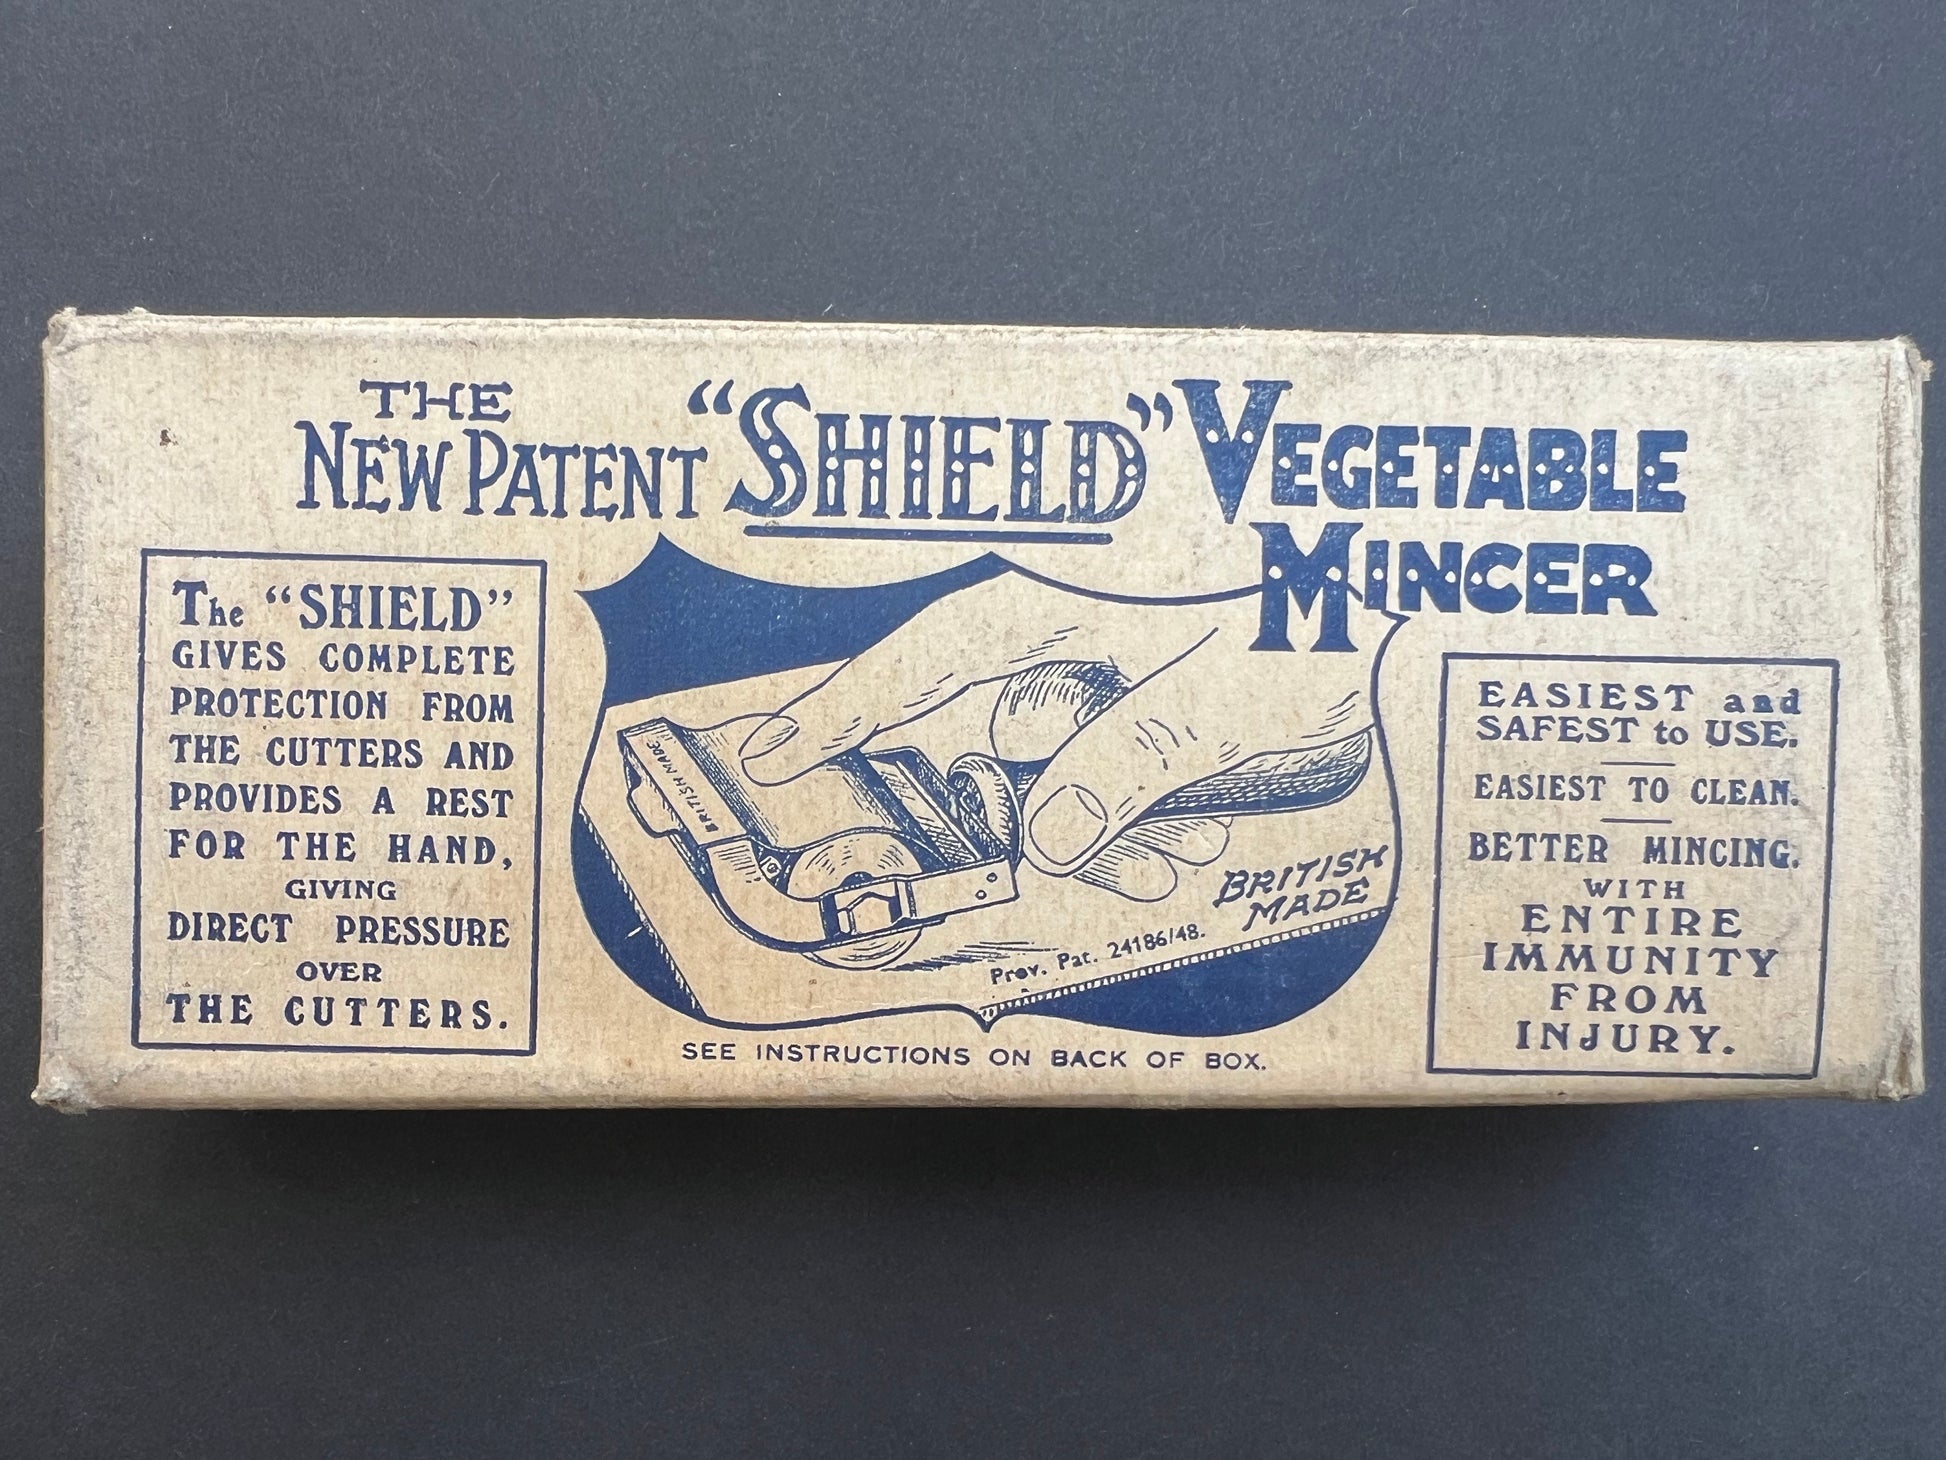 THE
NEW PATENT "SHIELD" VEGETABLE
MINCER
The "SHIELD"
GIVES COMPLETE
PROTECTION FROM
THE CUTTERS AND
PROVIDES A REST
FOR THE HAND,
GIVING
DIRECT PRESSURE
OVER
THE CUTTERS.
BRITISH MADE
BRITISH
MADE
Prov. Pat. 24186/48.
SEE INSTRUCTIONS ON BACK OF BOX.
EASIEST and
SAFEST to USE.
EASIEST TO CLEAN.
BETTER MINCING.
WITH
ENTIRE
IMMUNITY
FROM
INJURY.